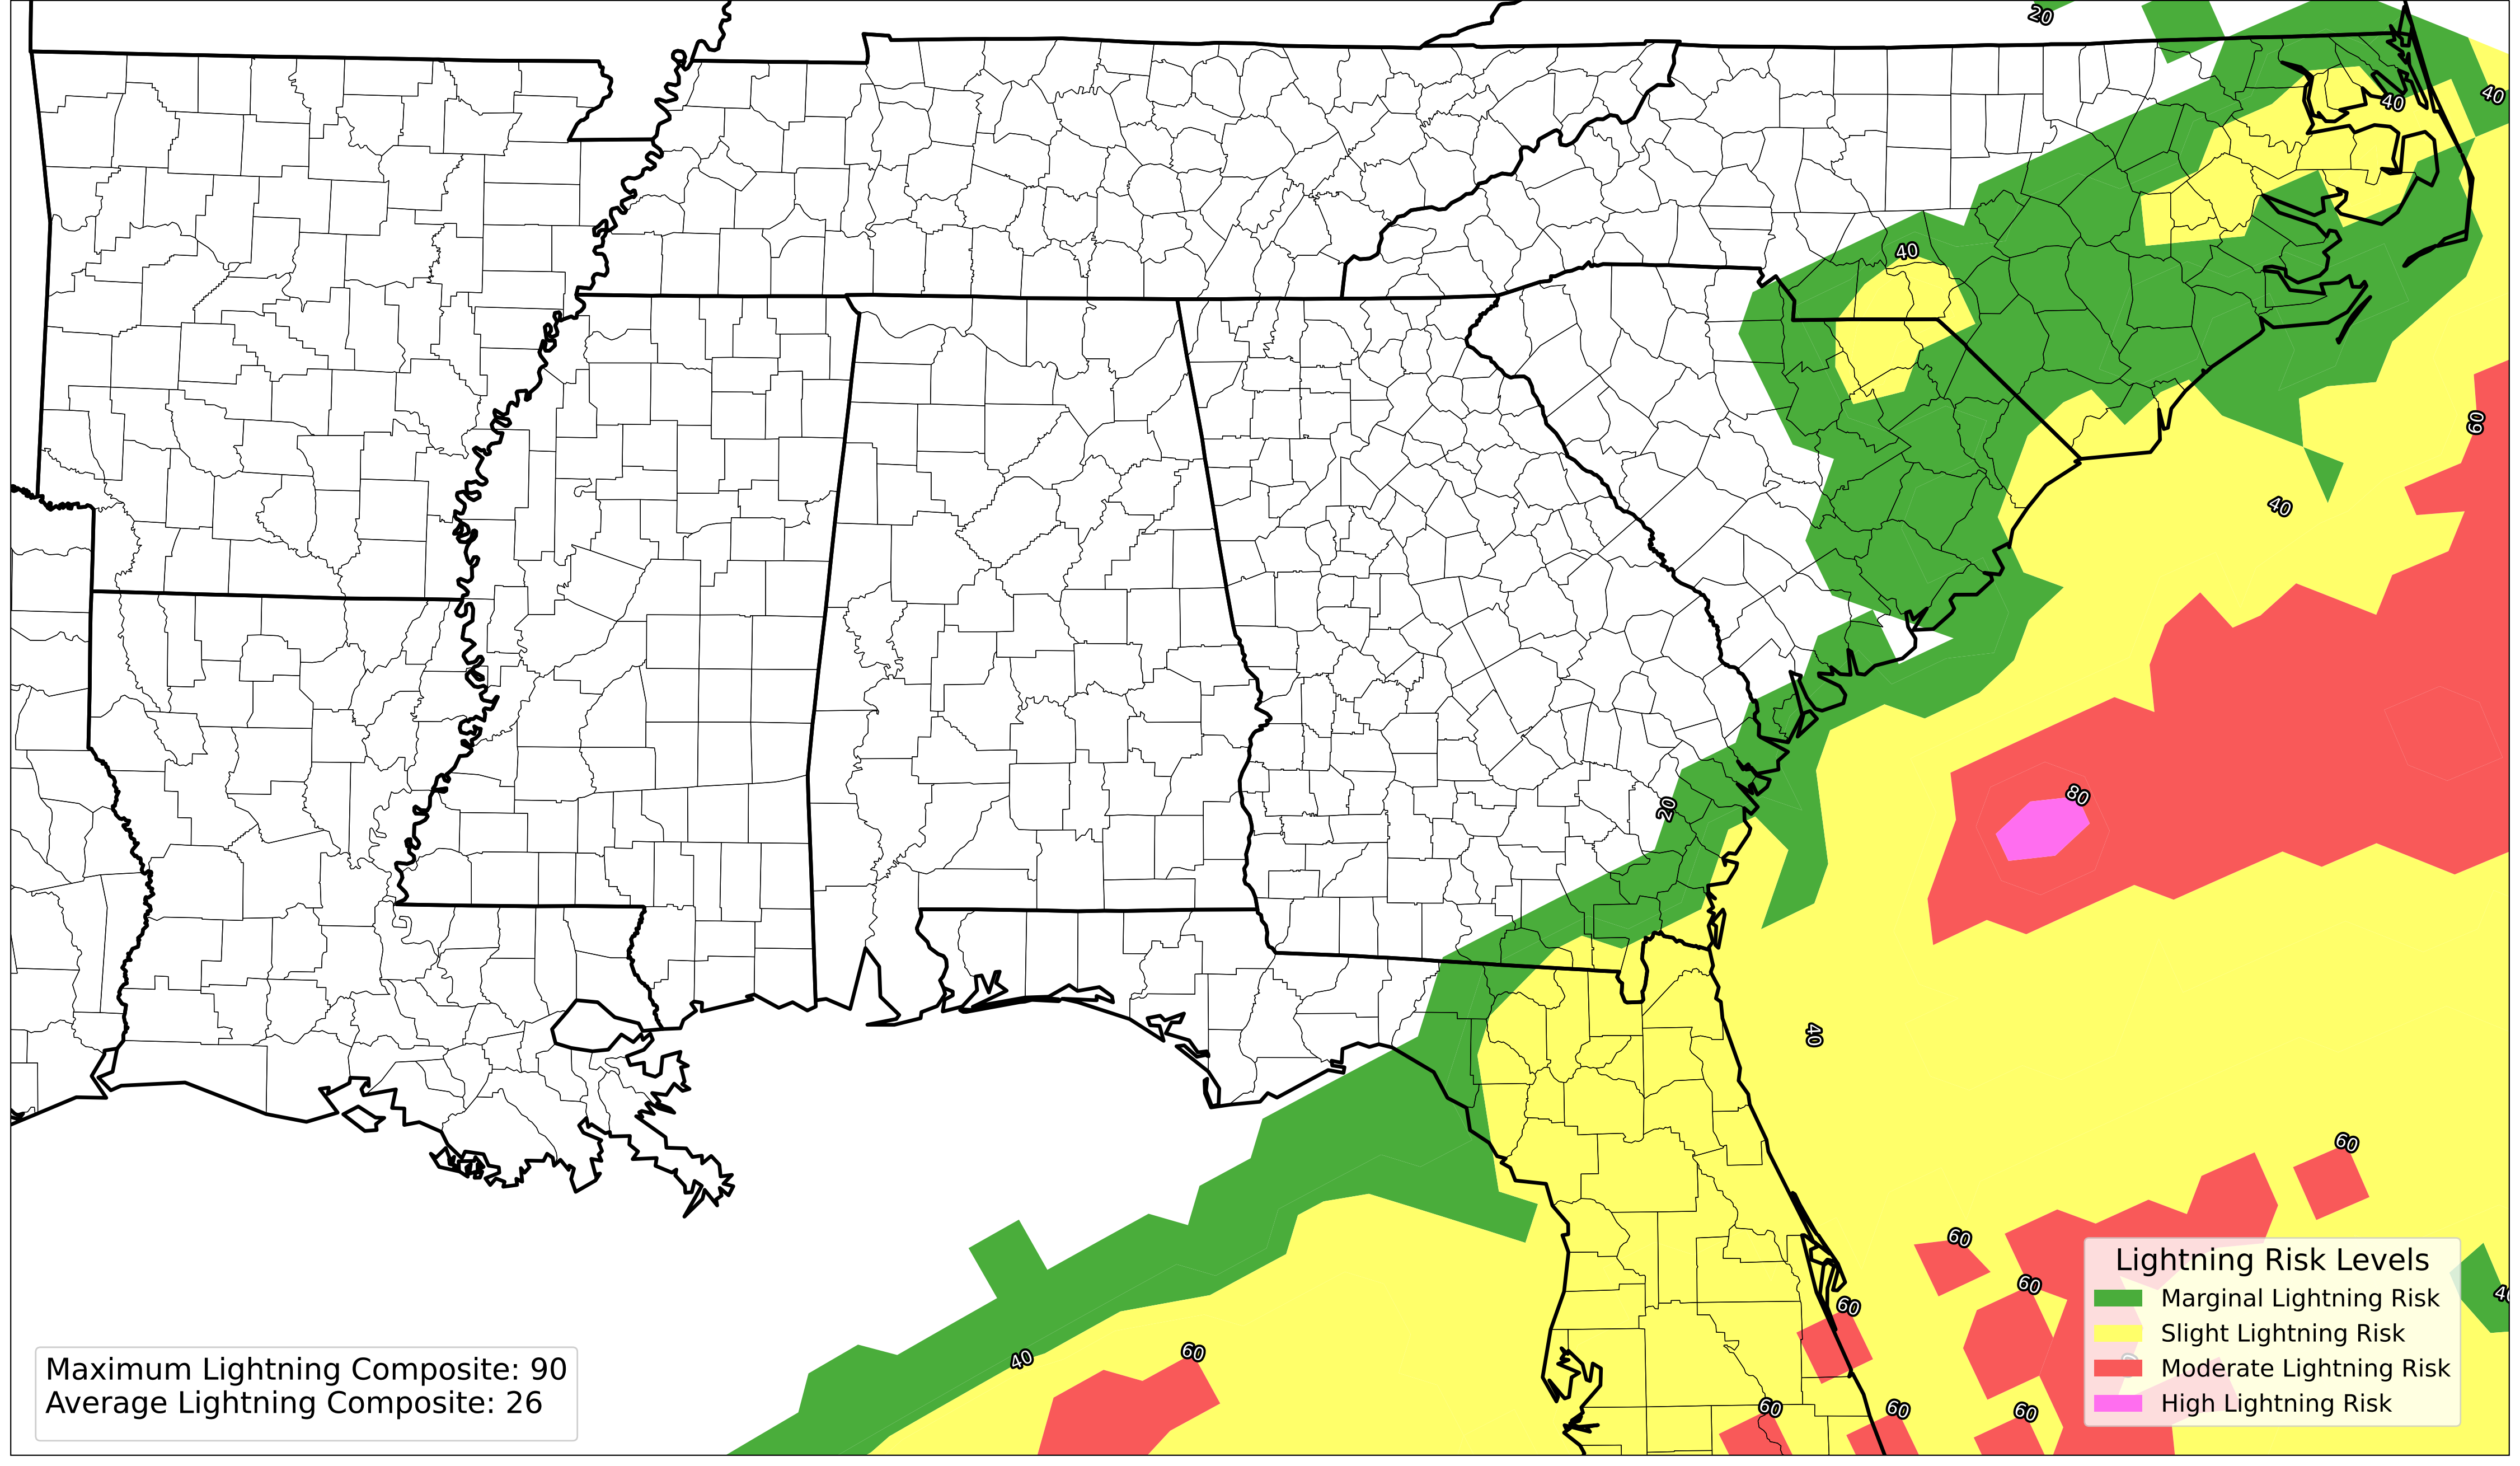 20
40
40
40
60
40
20
80
40
60
60
60
60
40
40
60
60
60
60
Lightning Risk Levels
Marginal Lightning Risk
Slight Lightning Risk
Moderate Lightning Risk
High Lightning Risk
Maximum Lightning Composite: 90
Average Lightning Composite: 26